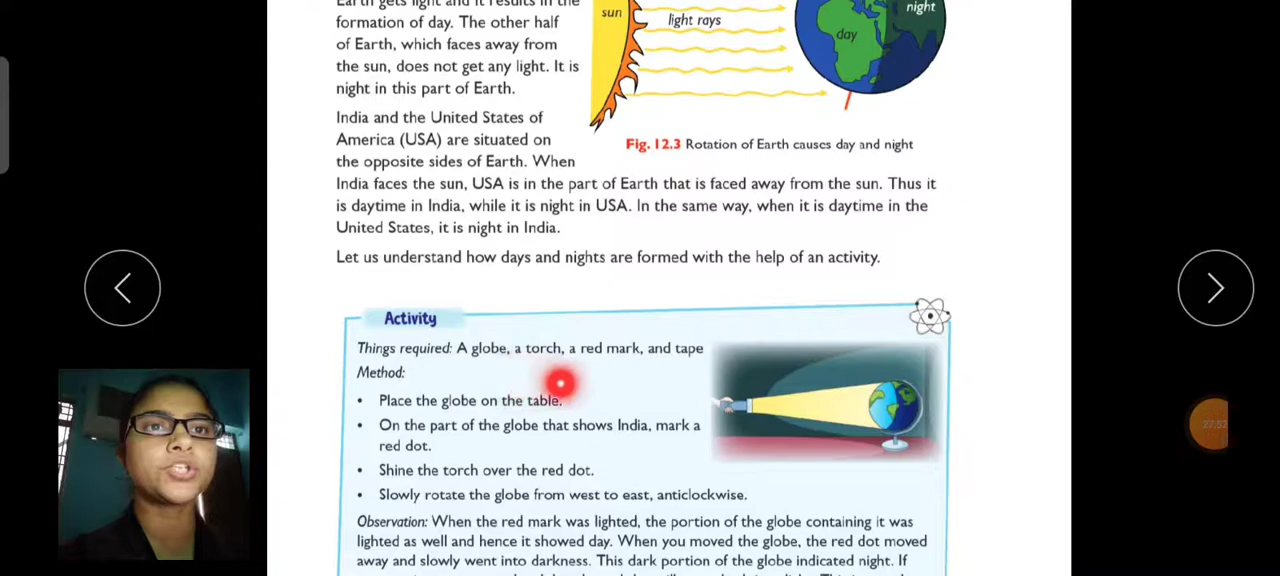 Earth gets light and it results in the
formation of day. The other half
of Earth, which faces away from
the sun, does not get any light. It is
night in this part of Earth.
sun
light rays
day
night
India and the United States of
America (USA) are situated on
the opposite sides of Earth. When
Fig. 12.3 Rotation of Earth causes day and night
India faces the sun, USA is in the part of Earth that is faced away from the sun. Thus it
is daytime in India, while it is night in USA. In the same way, when it is daytime in the
United States, it is night in India.
Let us understand how days and nights are formed with the help of an activity.
Activity
Things required: A globe, a torch, a red mark, and tape
Method:
• Place the globe on the table.
• On the part of the globe that shows India, mark a
red dot.
• Shine the torch over the red dot.
• Slowly rotate the globe from west to east, anticlockwise.
Observation: When the red mark was lighted, the portion of the globe containing it was
lighted as well and hence it showed day. When you moved the globe, the red dot moved
away and slowly went into darkness. This dark portion of the globe indicated night. If